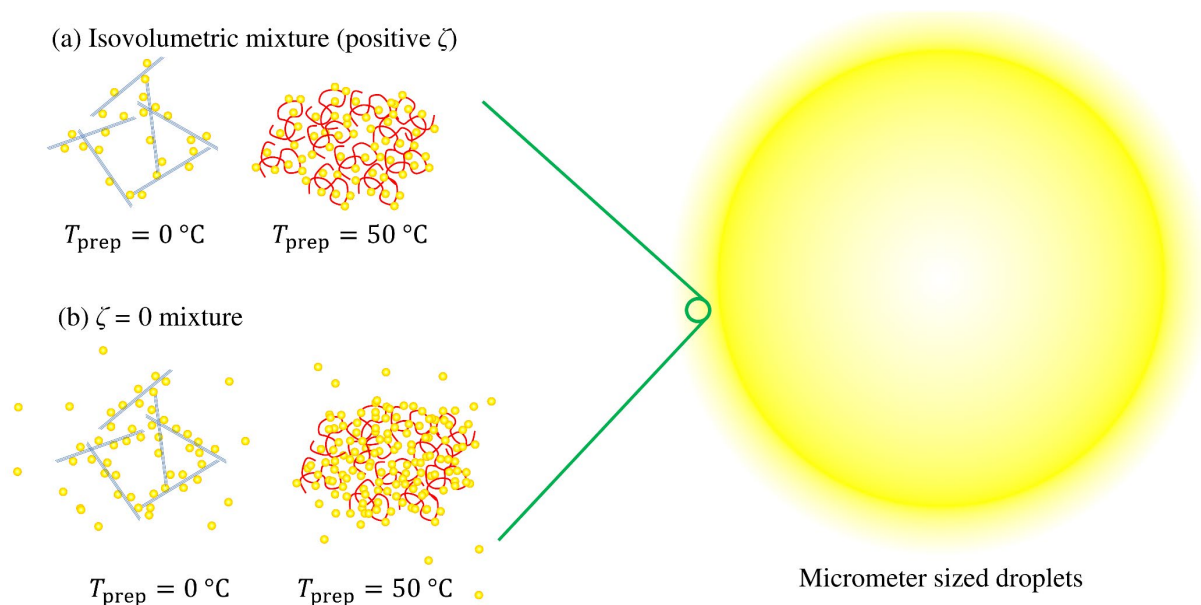 (a) Isovolumetric mixture (positive ζ)
T_prep = 0 °C
T_prep = 50 °C
(b) ζ = 0 mixture
T_prep = 0 °C
T_prep = 50 °C
Micrometer sized droplets